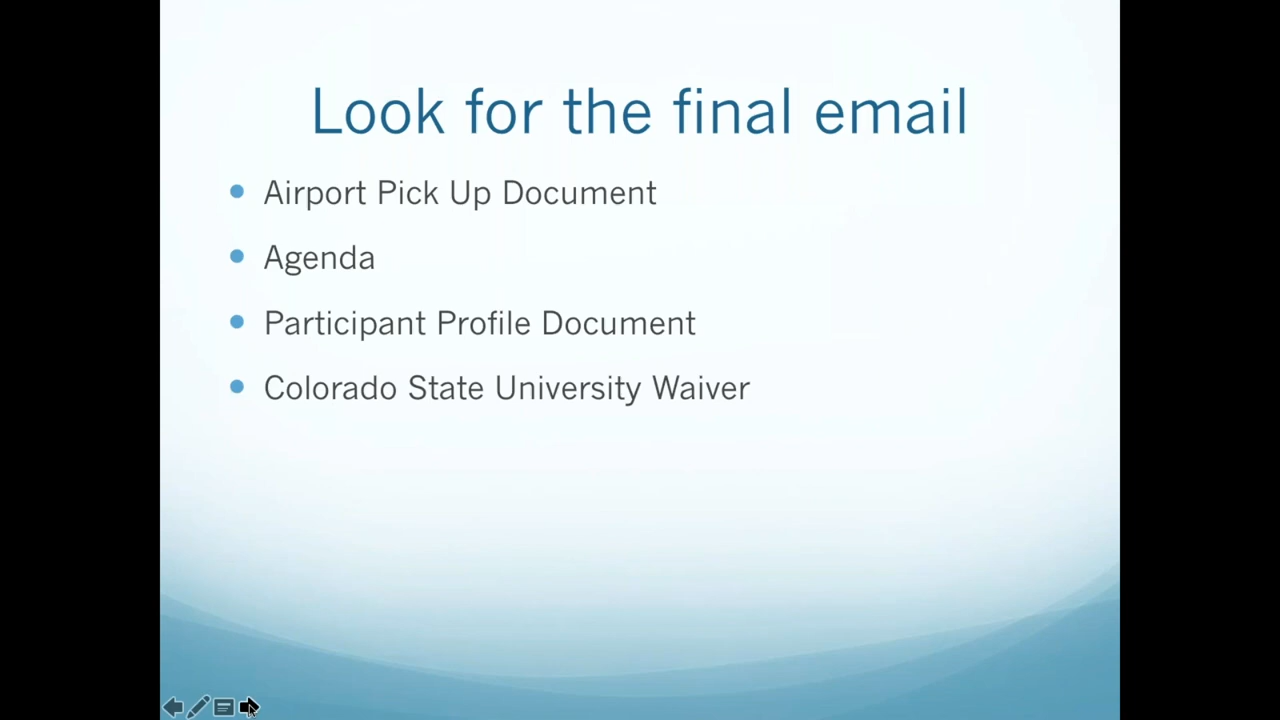 Look for the final email
Airport Pick Up Document
Agenda
Participant Profile Document
Colorado State University Waiver